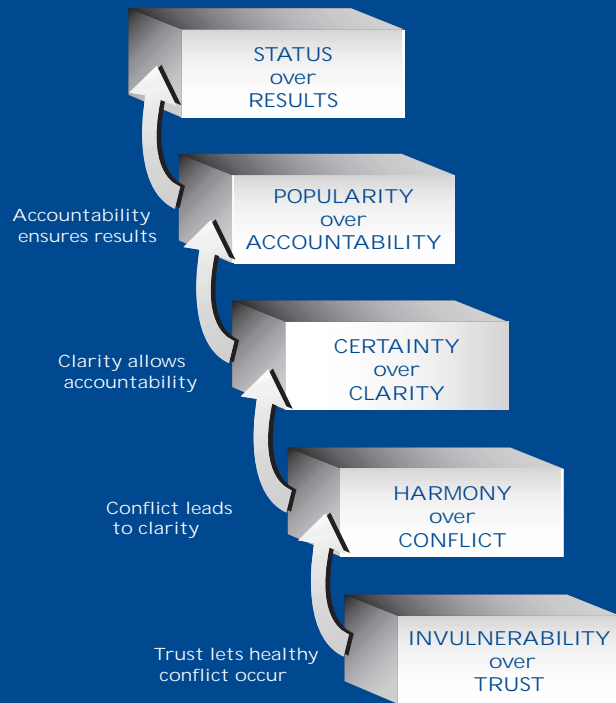 STATUS
over
RESULTS
Accountability
ensures results
POPULARITY
over
ACCOUNTABILITY
Clarity allows
accountability
CERTAINTY
over
CLARITY
Conflict leads
to clarity
HARMONY
over
CONFLICT
Trust lets healthy
conflict occur
INVULNERABILITY
over
TRUST